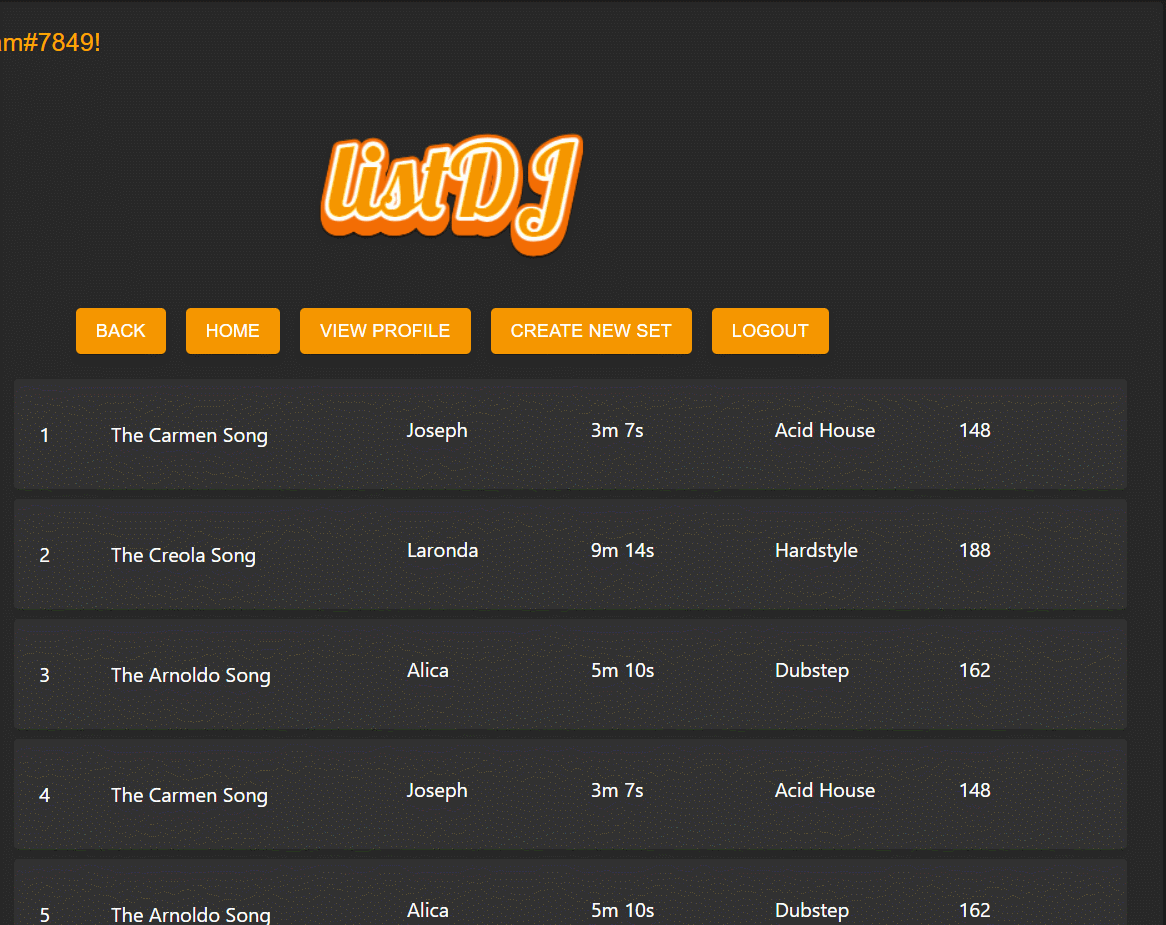 am#7849!
listDJ
BACK HOME VIEW PROFILE CREATE NEW SET LOGOUT
1 The Carmen Song Joseph 3m 7s Acid House 148
2 The Creola Song Laronda 9m 14s Hardstyle 188
3 The Arnoldo Song Alica 5m 10s Dubstep 162
4 The Carmen Song Joseph 3m 7s Acid House 148
5 The Arnoldo Song Alica 5m 10s Dubstep 162